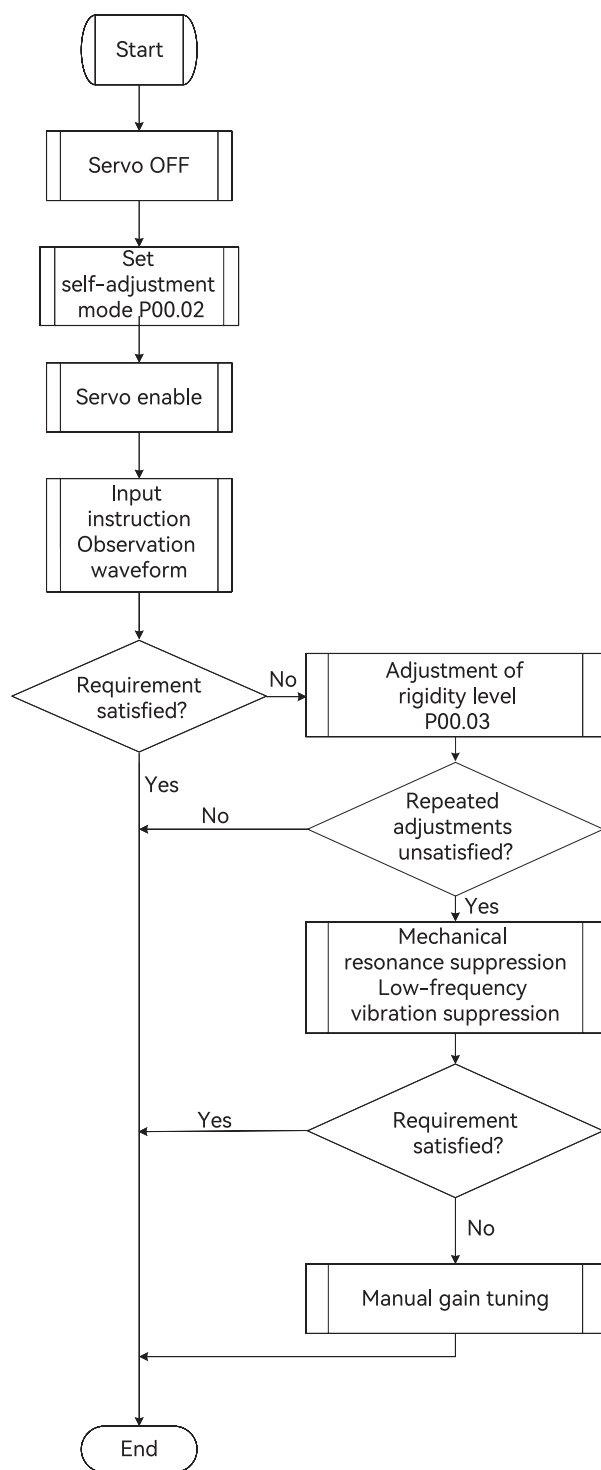 Start
Servo OFF
Set
self-adjustment
mode P00.02
Servo enable
Input
instruction
Observation
waveform
Requirement
satisfied?
No
Adjustment of
rigidity level
P00.03
Yes
No
Repeated
adjustments
unsatisfied?
Yes
Mechanical
resonance suppression
Low-frequency
vibration suppression
Yes
Requirement
satisfied?
No
Manual gain tuning
End